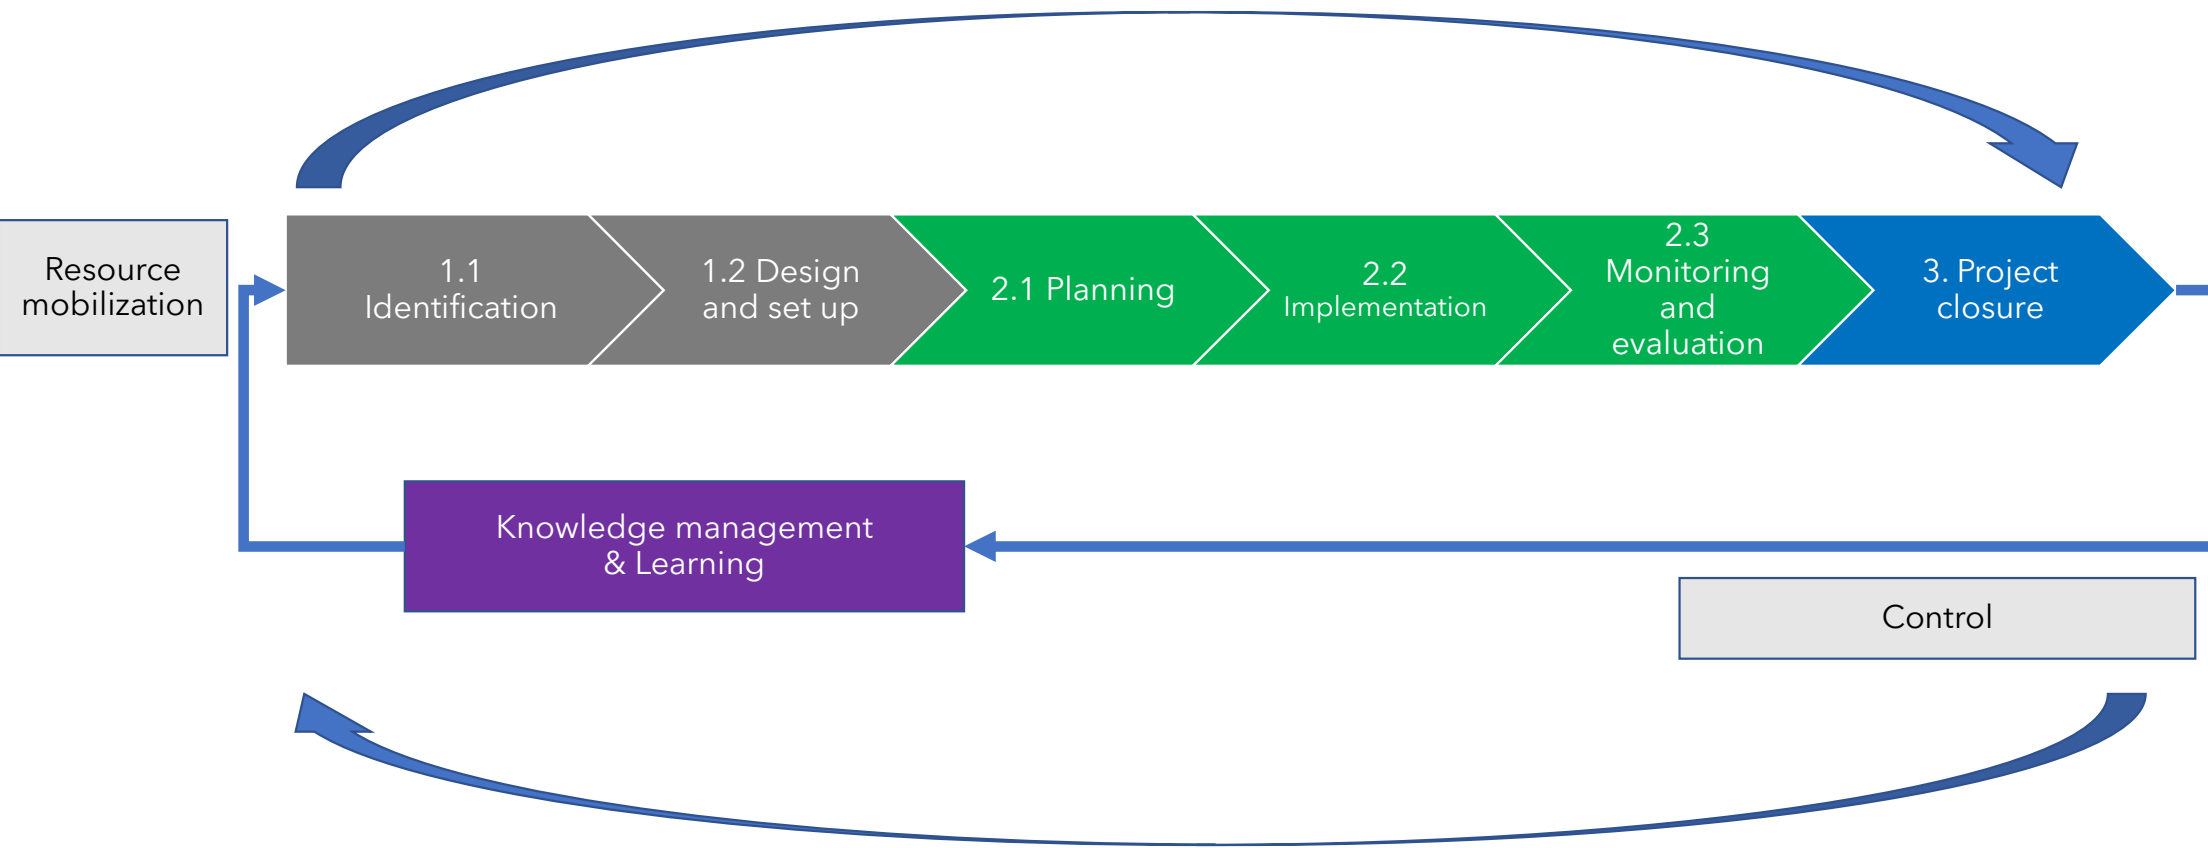 Resource
mobilization
1.1
Identification
1.2 Design
and set up
2.1 Planning
2.2
Implementation
2.3
Monitoring
and
evaluation
3. Project
closure
Knowledge management
& Learning
Control